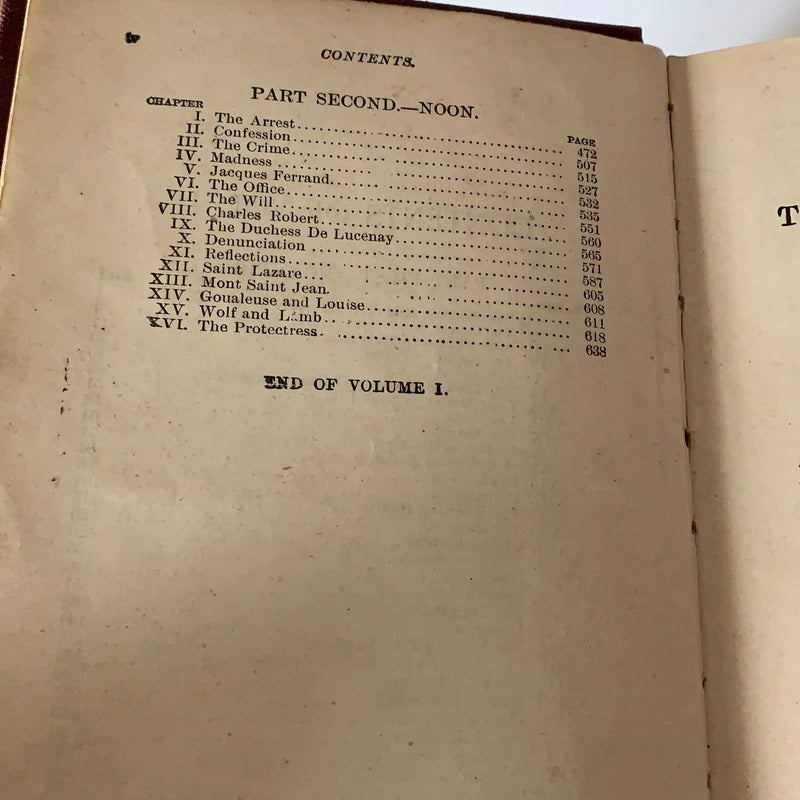 iv
CONTENTS.
PART SECOND.—NOON.
CHAPTER PAGE
I. The Arrest 472
II. Confession 507
III. The Crime 515
IV. Madness 527
V. Jacques Ferrand 532
VI. The Office 535
VII. The Will 551
VIII. Charles Robert 560
IX. The Duchess De Lucenay 565
X. Denunciation 571
XI. Reflections 587
XII. Saint Lazare 605
XIII. Mont Saint Jean 608
XIV. Goualeuse and Louise 611
XV. Wolf and Lamb 618
XVI. The Protectress 638
END OF VOLUME I.
T